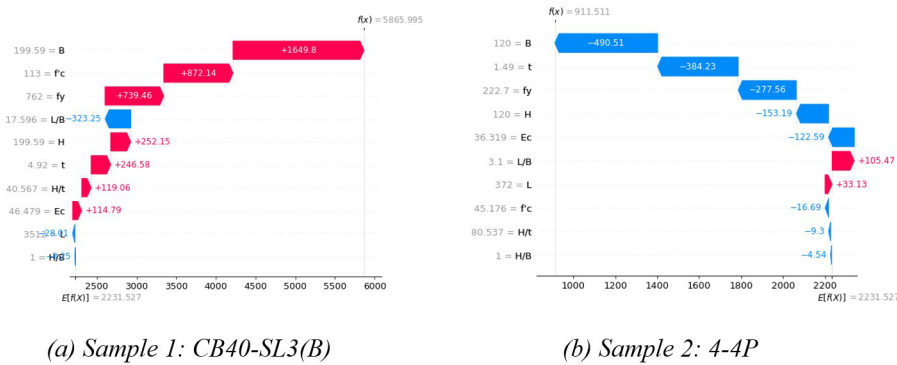 f(x) = 5865.995
199.59 = B
+1649.8
113 = f'c
+872.14
762 = fy
+739.46
17.596 = L/B
−323.25
199.59 = H
+252.15
4.92 = t
+246.58
40.567 = H/t
+119.06
46.479 = Ec
+114.79
3512 = L
−28.01
1 = H/B
2500 3000 3500 4000 4500 5000 5500 6000
E[f(X)] = 2231.527
(a) Sample 1: CB40-SL3(B)
f(x) = 911.511
120 = B
−490.51
1.49 = t
−384.23
222.7 = fy
−277.56
120 = H
−153.19
36.319 = Ec
−122.59
3.1 = L/B
+105.47
372 = L
+33.13
45.176 = f'c
−16.69
80.537 = H/t
−9.3
1 = H/B
−4.54
1000 1200 1400 1600 1800 2000 2200
E[f(X)] = 2231.527
(b) Sample 2: 4-4P